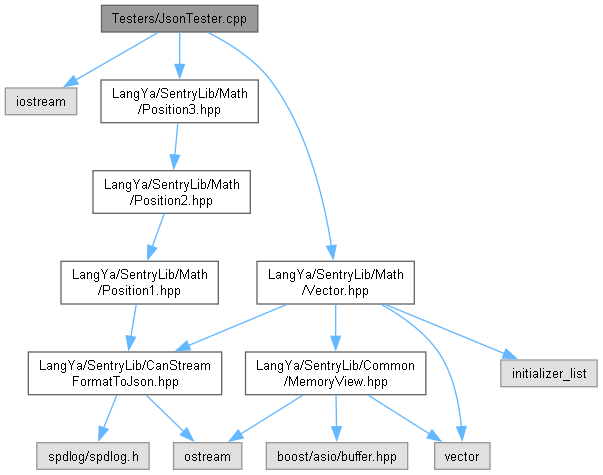 Testers/JsonTester.cpp
iostream
LangYa/SentryLib/Math
/Position3.hpp
LangYa/SentryLib/Math
/Position2.hpp
LangYa/SentryLib/Math
/Position1.hpp
LangYa/SentryLib/Math
/Vector.hpp
LangYa/SentryLib/CanStream
FormatToJson.hpp
LangYa/SentryLib/Common
/MemoryView.hpp
initializer_list
spdlog/spdlog.h
ostream
boost/asio/buffer.hpp
vector